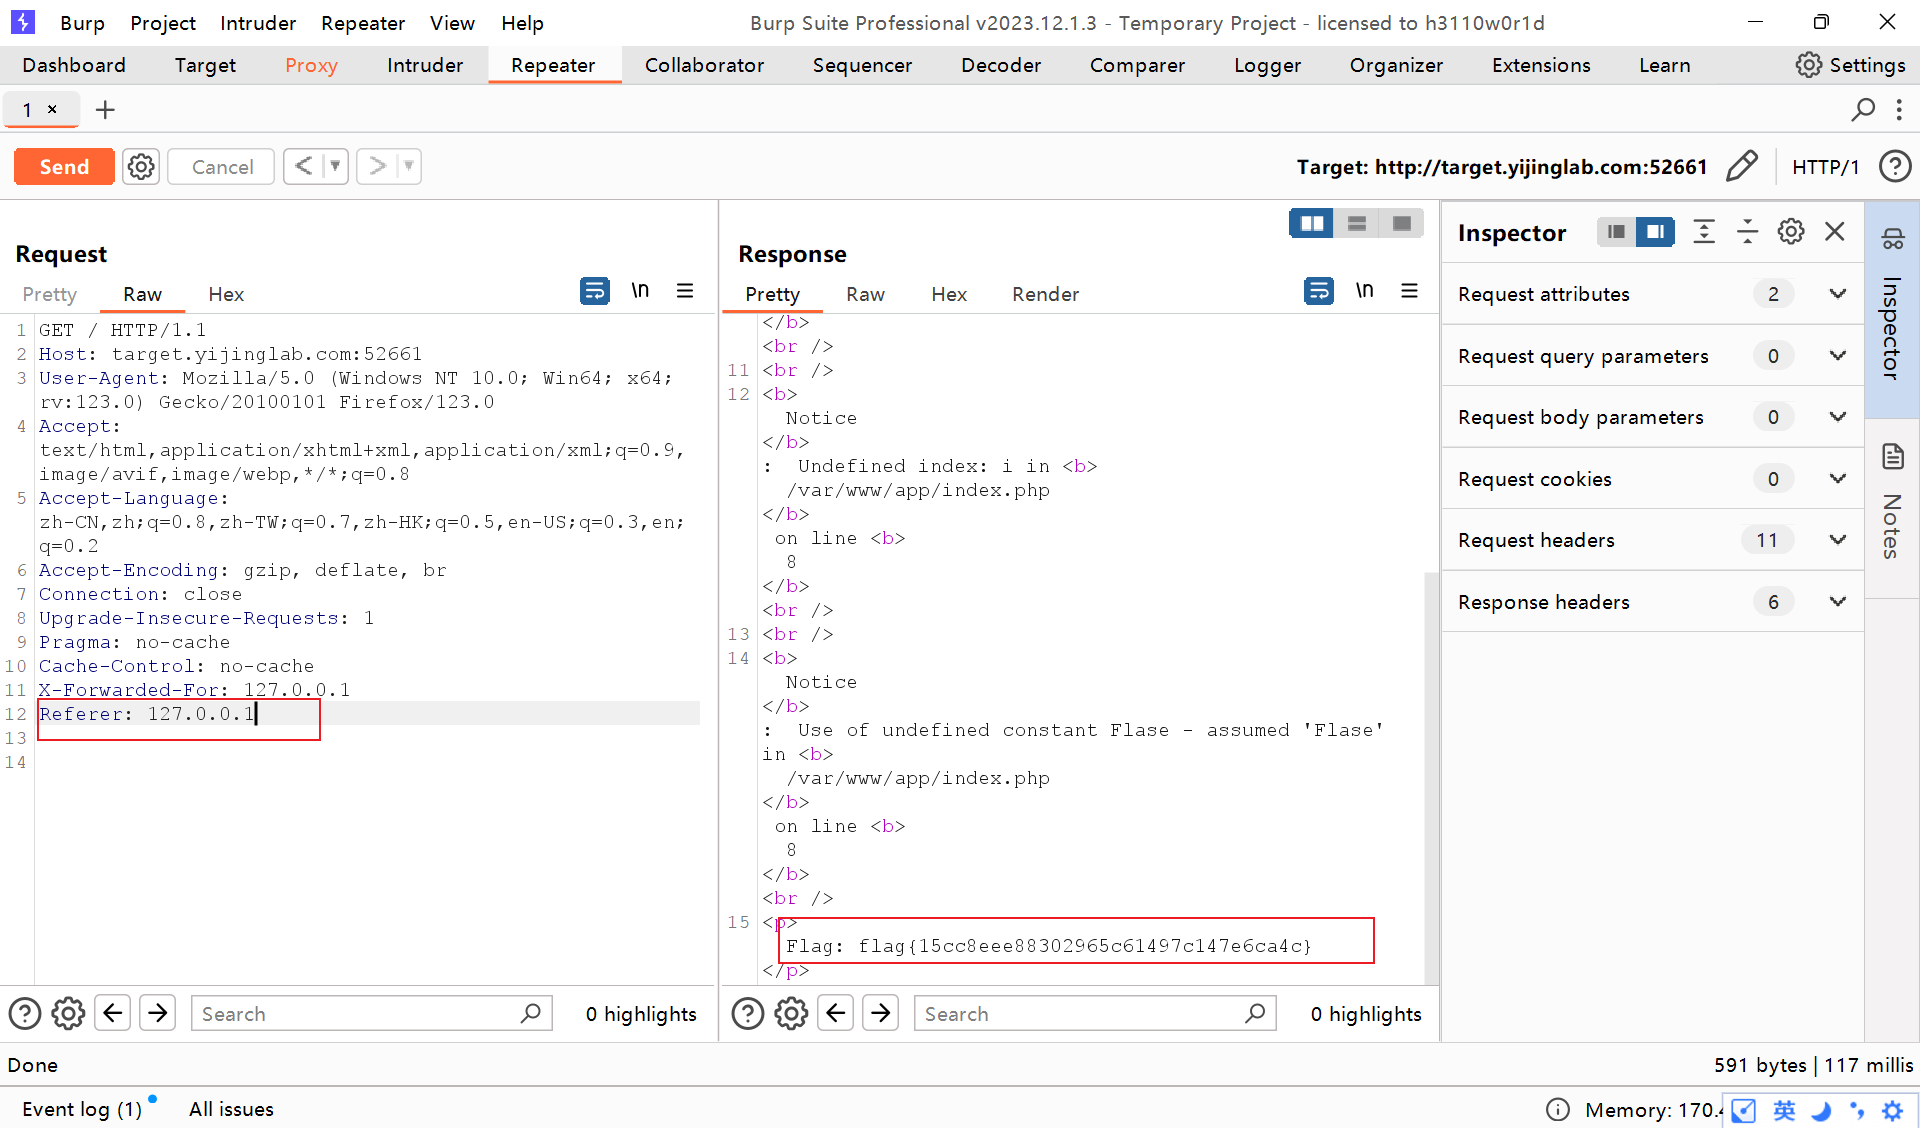 Burp Project Intruder Repeater View Help Burp Suite Professional v2023.12.1.3 - Temporary Project - licensed to h3110w0r1d
Dashboard Target Proxy Intruder Repeater Collaborator Sequencer Decoder Comparer Logger Organizer Extensions Learn Settings
1 × +
Send Cancel < > Target: http://target.yijinglab.com:52661 HTTP/1 ?
Request
Pretty Raw Hex \n
1 GET / HTTP/1.1
2 Host: target.yijinglab.com:52661
3 User-Agent: Mozilla/5.0 (Windows NT 10.0; Win64; x64;
rv:123.0) Gecko/20100101 Firefox/123.0
4 Accept:
text/html,application/xhtml+xml,application/xml;q=0.9,
image/avif,image/webp,*/*;q=0.8
5 Accept-Language:
zh-CN,zh;q=0.8,zh-TW;q=0.7,zh-HK;q=0.5,en-US;q=0.3,en;
q=0.2
6 Accept-Encoding: gzip, deflate, br
7 Connection: close
8 Upgrade-Insecure-Requests: 1
9 Pragma: no-cache
10 Cache-Control: no-cache
11 X-Forwarded-For: 127.0.0.1
12 Referer: 127.0.0.1
13
14
Search 0 highlights
Response
Pretty Raw Hex Render \n
</b>
<br />
11 <br />
12 <b>
Notice
</b>
: Undefined index: i in <b>
/var/www/app/index.php
</b>
on line <b>
8
</b>
<br />
13 <br />
14 <b>
Notice
</b>
: Use of undefined constant Flase - assumed 'Flase'
in <b>
/var/www/app/index.php
</b>
on line <b>
8
</b>
<br />
15 <p>
Flag: flag{15cc8eee88302965c61497c147e6ca4c}
</p>
Search 0 highlights
Inspector
Request attributes 2
Request query parameters 0
Request body parameters 0
Request cookies 0
Request headers 11
Response headers 6
Inspector
Notes
Done 591 bytes | 117 millis
Event log (1) All issues Memory: 170.4 英